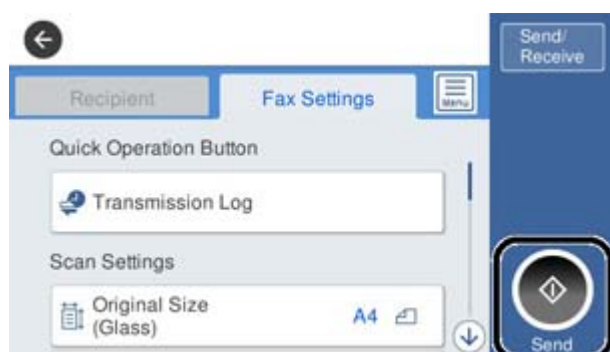 Send/
Receive
Recipient
Fax Settings
Menu
Quick Operation Button
Transmission Log
Scan Settings
Original Size
(Glass)
A4
Send